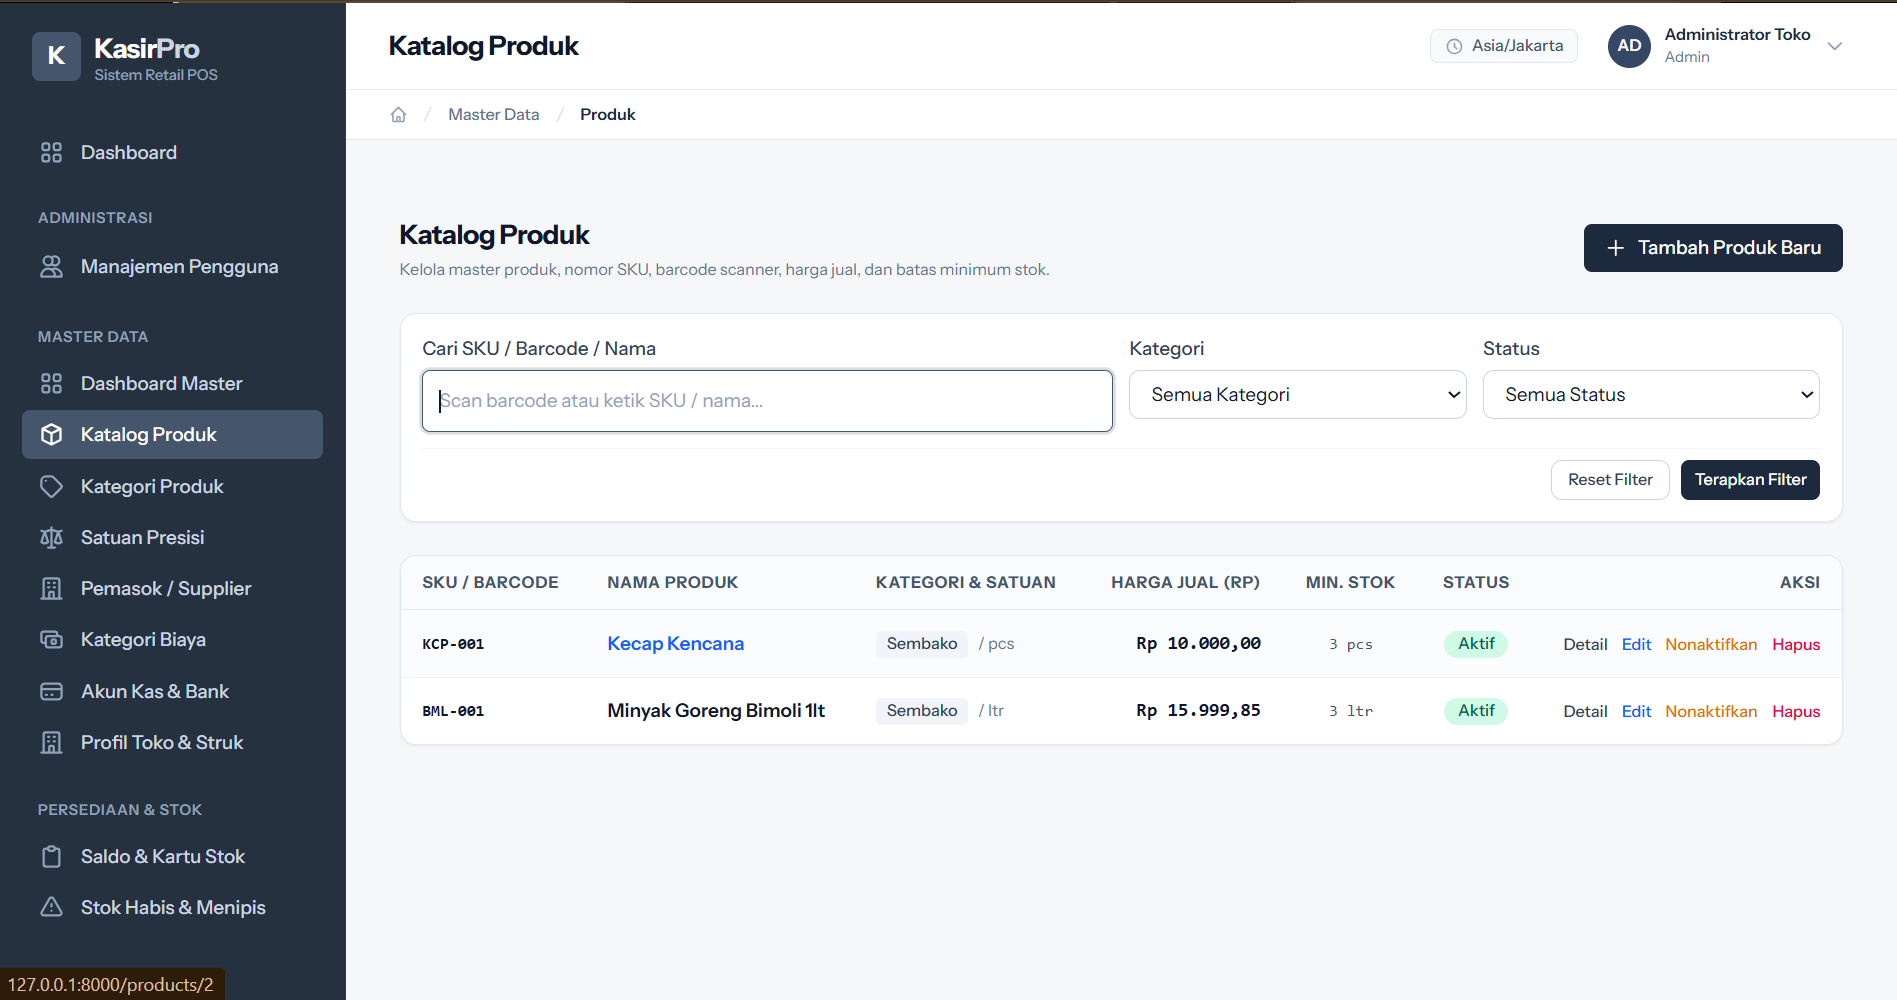 K
KasirPro
Sistem Retail POS
Dashboard
ADMINISTRASI
Manajemen Pengguna
MASTER DATA
Dashboard Master
Katalog Produk
Kategori Produk
Satuan Presisi
Pemasok / Supplier
Kategori Biaya
Akun Kas & Bank
Profil Toko & Struk
PERSEDIAAN & STOK
Saldo & Kartu Stok
Stok Habis & Menipis
127.0.0.1:8000/products/2
Katalog Produk
Asia/Jakarta
AD
Administrator Toko
Admin
/ Master Data / Produk
Katalog Produk
Kelola master produk, nomor SKU, barcode scanner, harga jual, dan batas minimum stok.
+ Tambah Produk Baru
Cari SKU / Barcode / Nama
Scan barcode atau ketik SKU / nama...
Kategori
Semua Kategori
Status
Semua Status
Reset Filter
Terapkan Filter
SKU / BARCODE NAMA PRODUK KATEGORI & SATUAN HARGA JUAL (RP) MIN. STOK STATUS AKSI
KCP-001 Kecap Kencana Sembako / pcs Rp 10.000,00 3 pcs Aktif Detail Edit Nonaktifkan Hapus
BML-001 Minyak Goreng Bimoli 1lt Sembako / ltr Rp 15.999,85 3 ltr Aktif Detail Edit Nonaktifkan Hapus